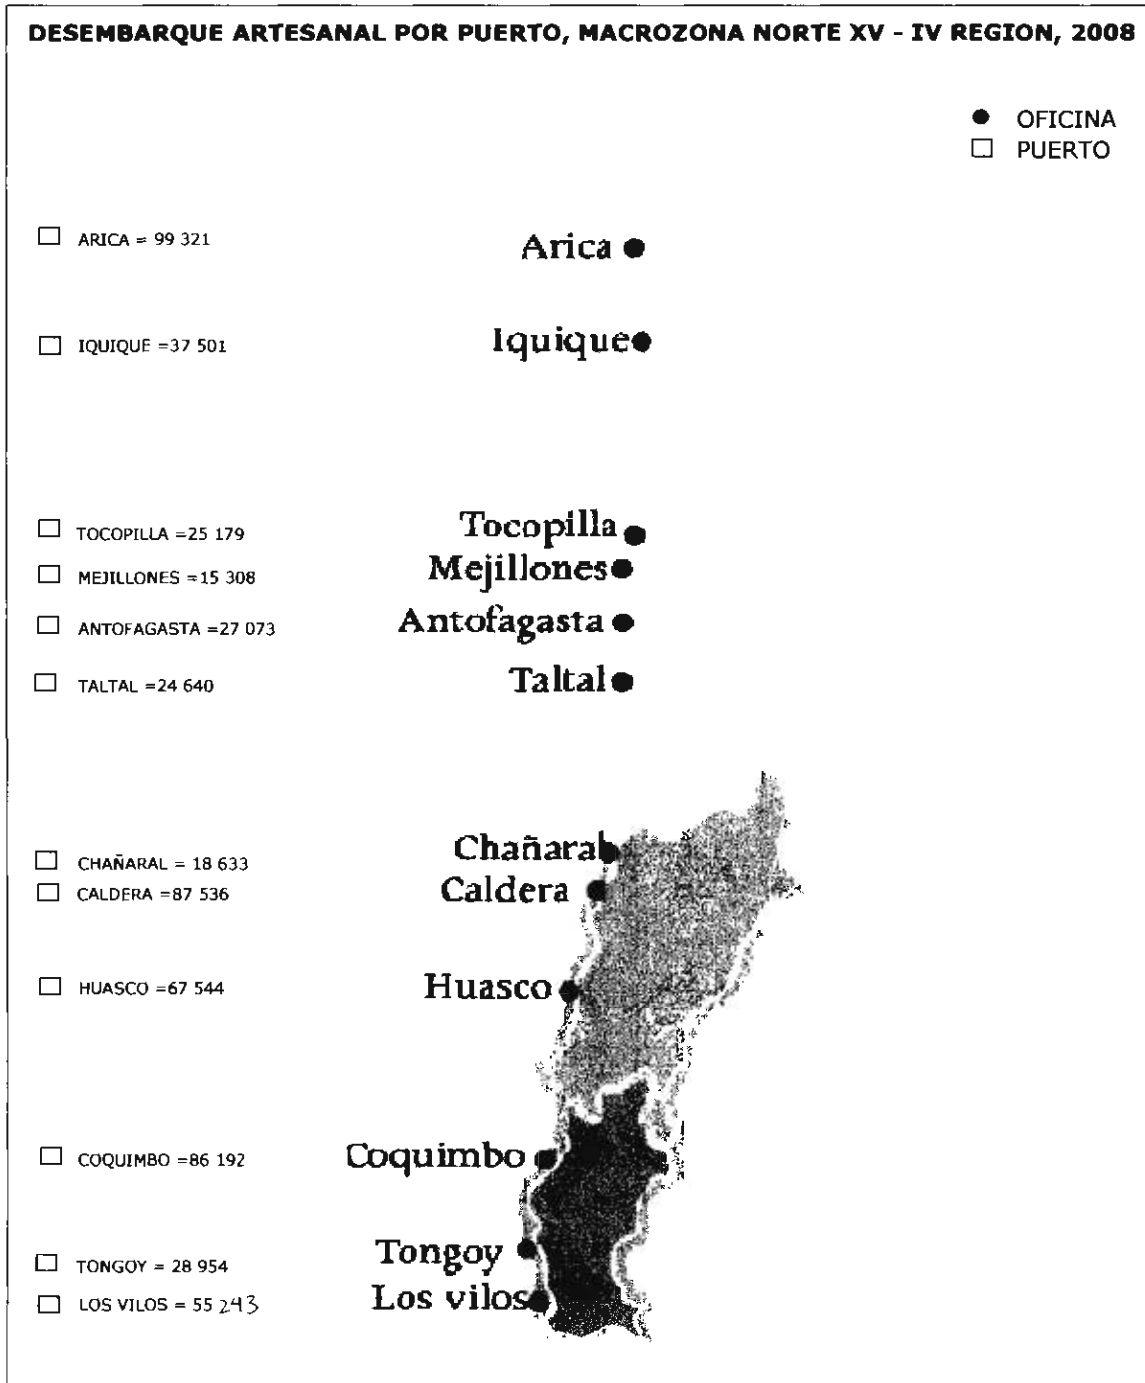 DESEMBARQUE ARTESANAL POR PUERTO, MACROZONA NORTE XV - IV REGION, 2008
OFICINA
PUERTO
ARICA = 99 321
Arica
IQUIQUE =37 501
Iquique
TOCOPILLA =25 179
Tocopilla
MEJILLONES =15 308
Mejillones
ANTOFAGASTA =27 073
Antofagasta
TALTAL =24 640
Taltal
CHAÑARAL = 18 633
Chañaral
CALDERA =87 536
Caldera
HUASCO =67 544
Huasco
COQUIMBO =86 192
Coquimbo
TONGOY = 28 954
Tongoy
LOS VILOS = 55 243
Los vilos